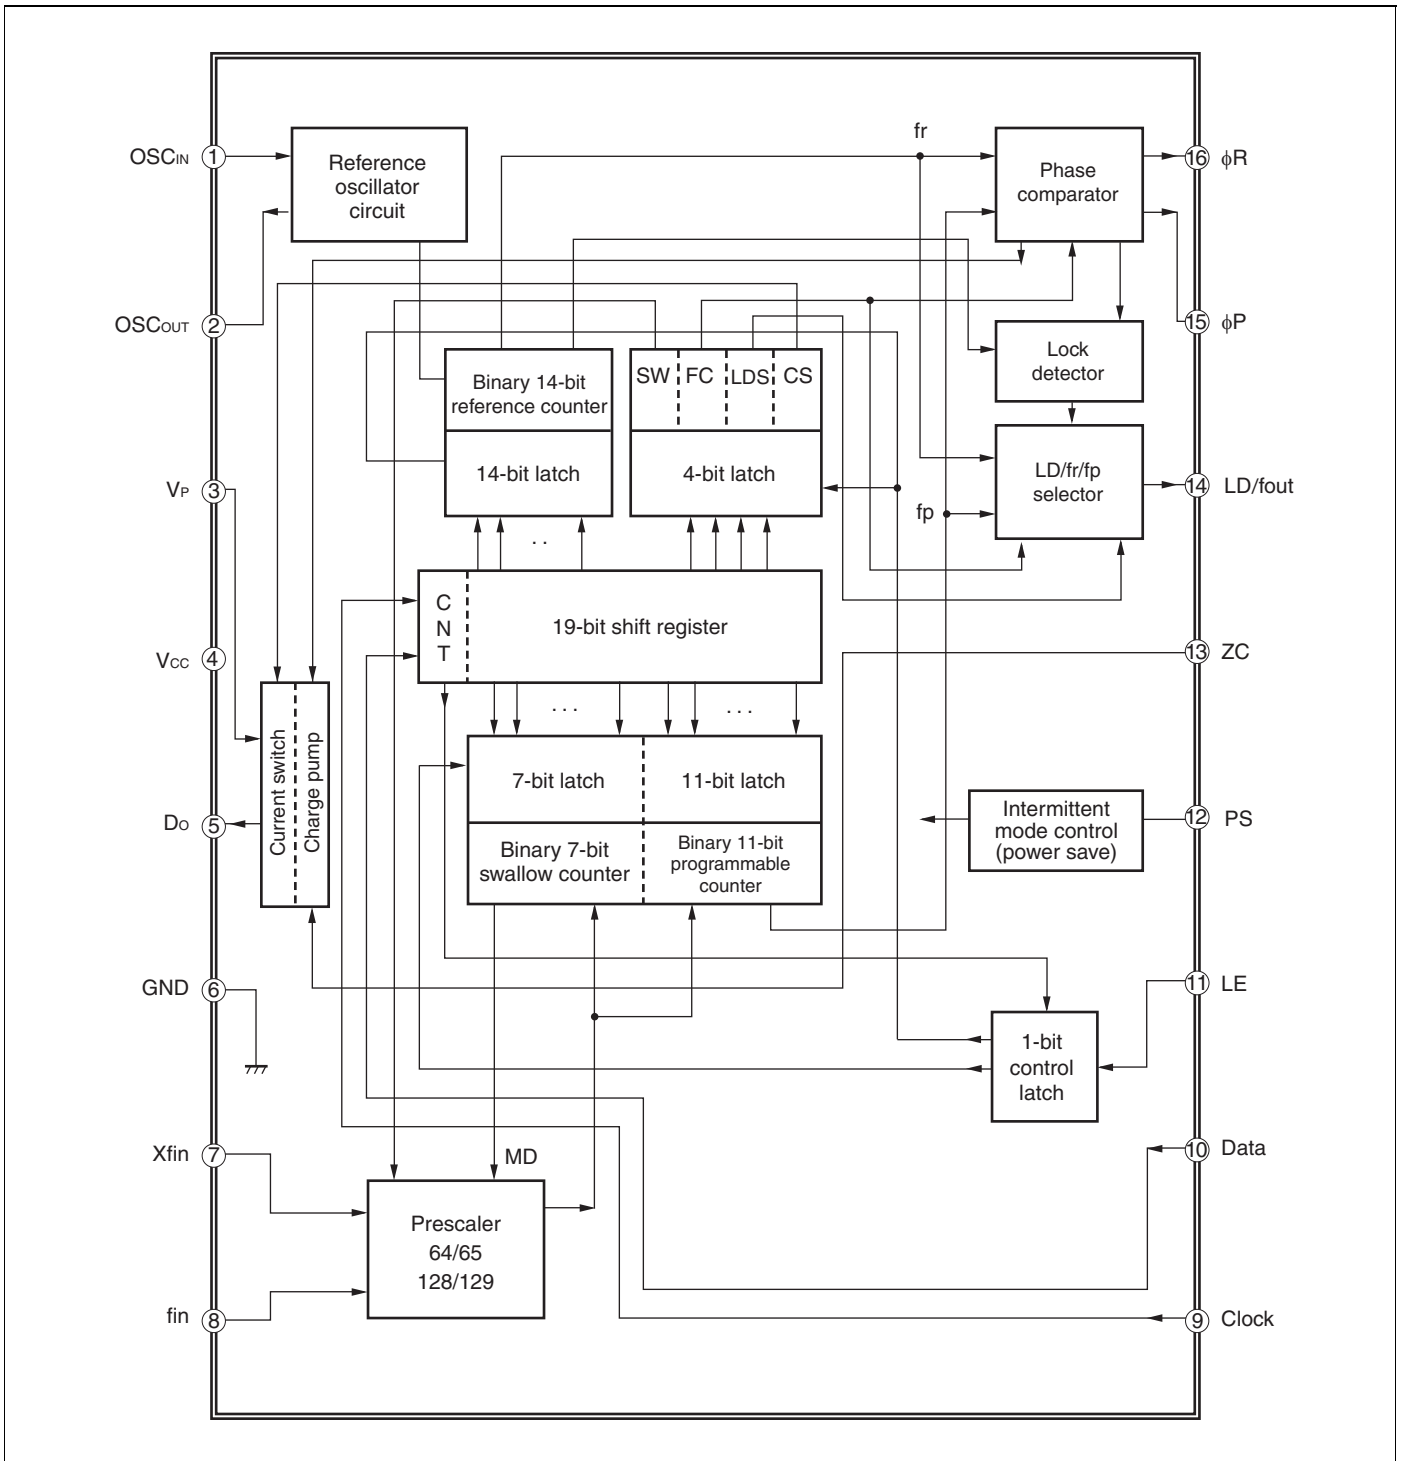 fr
OSCIN 1
Reference
oscillator
circuit
Phase
comparator
16 ϕR
OSCOUT 2
15 ϕP
Lock
detector
Binary 14-bit
reference counter
SW FC LDS CS
14-bit latch
4-bit latch
LD/fr/fp
selector
VP 3
14 LD/fout
fp
. .
C
N
T
19-bit shift register
VCC 4
13 ZC
. . .
. . .
Current switch
Charge pump
7-bit latch
11-bit latch
DO 5
Intermittent
mode control
(power save)
12 PS
Binary 7-bit
swallow counter
Binary 11-bit
programmable
counter
GND 6
11 LE
1-bit
control
latch
Xfin 7
MD
10 Data
Prescaler
64/65
128/129
fin 8
9 Clock